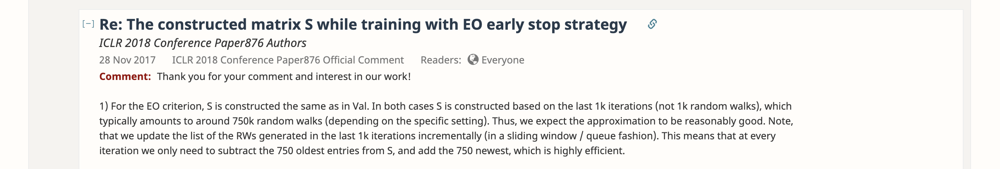 [–] Re: The constructed matrix S while training with EO early stop strategy
ICLR 2018 Conference Paper876 Authors
28 Nov 2017 ICLR 2018 Conference Paper876 Official Comment Readers: Everyone
Comment: Thank you for your comment and interest in our work!
1) For the EO criterion, S is constructed the same as in Val. In both cases S is constructed based on the last 1k iterations (not 1k random walks), which
typically amounts to around 750k random walks (depending on the specific setting). Thus, we expect the approximation to be reasonably good. Note,
that we update the list of the RWs generated in the last 1k iterations incrementally (in a sliding window / queue fashion). This means that at every
iteration we only need to subtract the 750 oldest entries from S, and add the 750 newest, which is highly efficient.